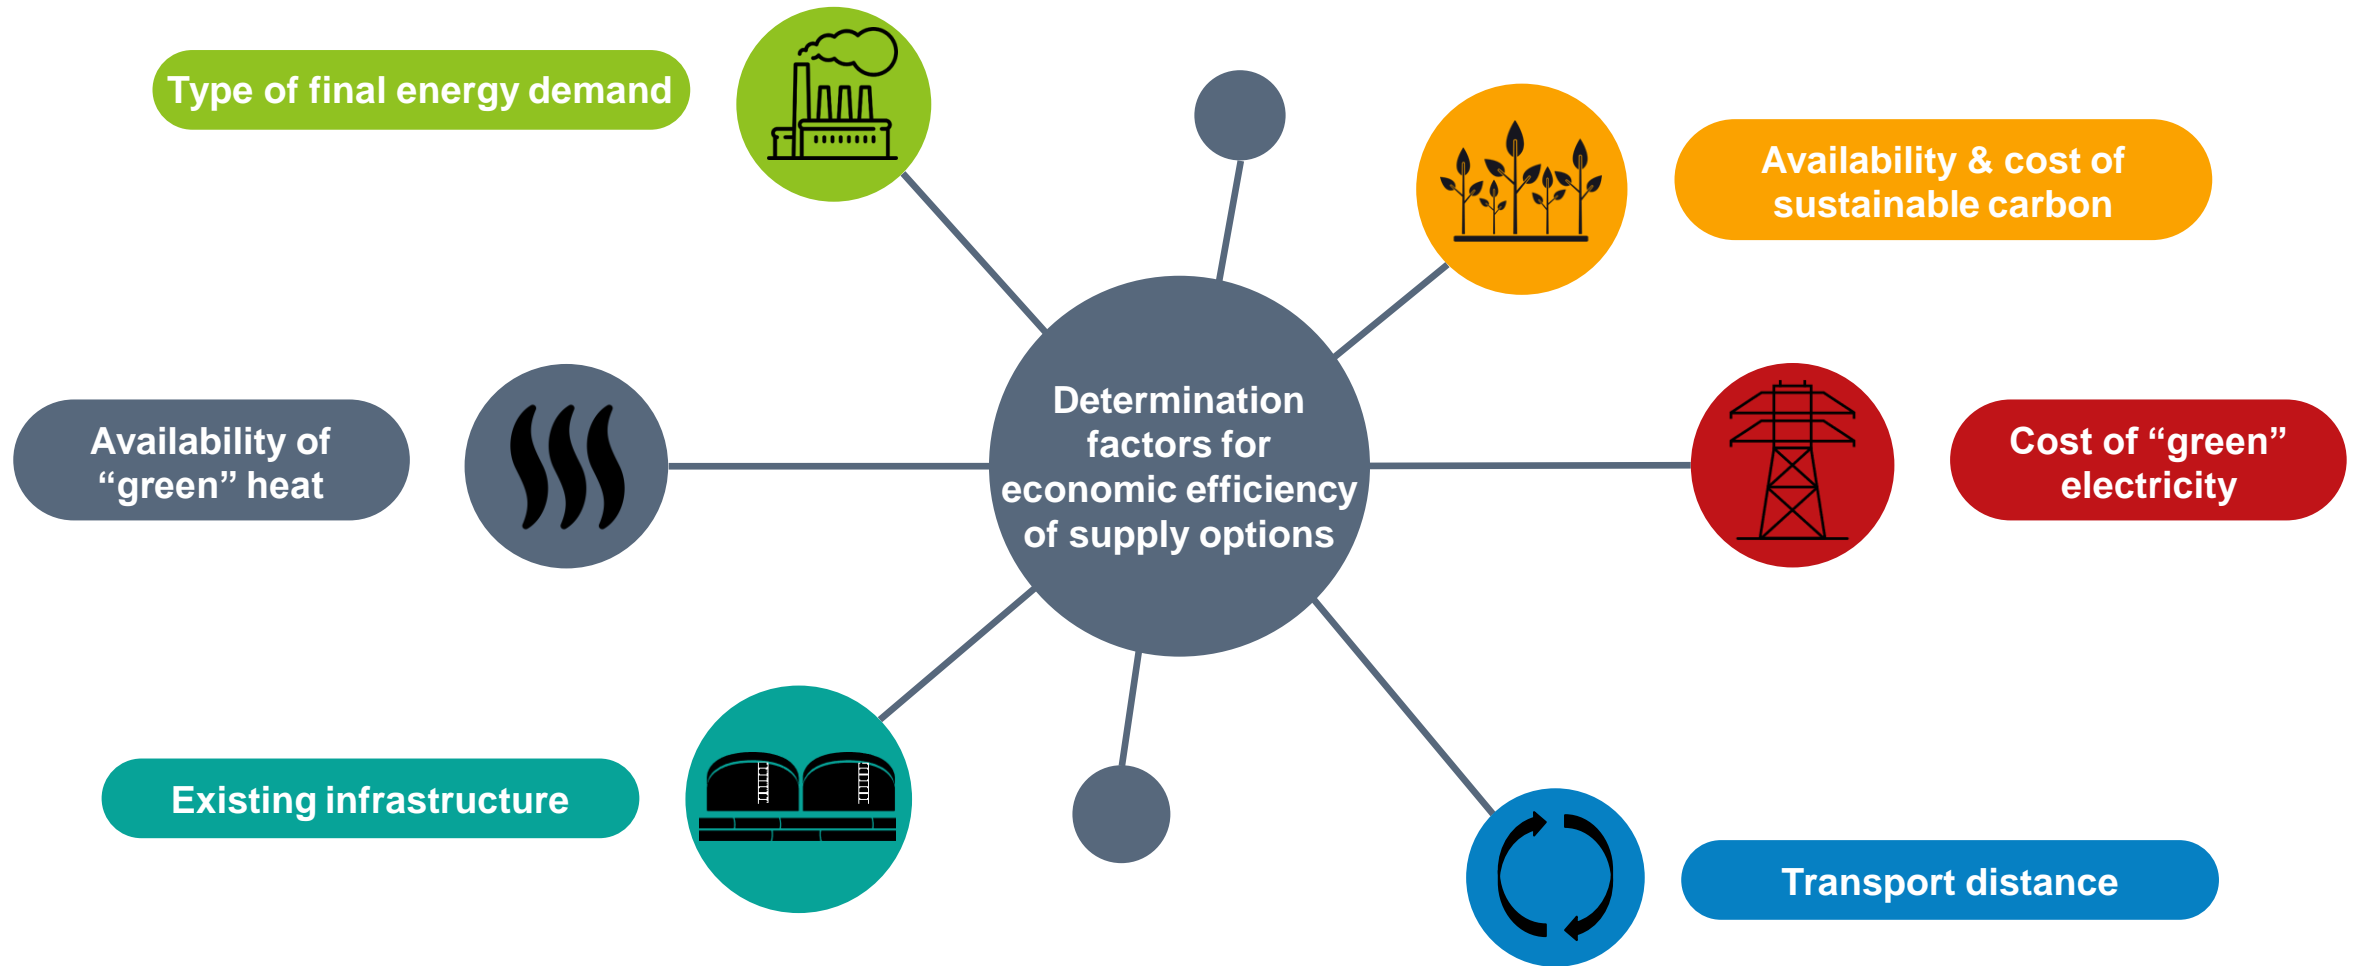 Type of final energy demand
Availability & cost of
sustainable carbon
Determination
factors for
economic efficiency
of supply options
Availability of
“green” heat
Cost of “green”
electricity
Existing infrastructure
Transport distance